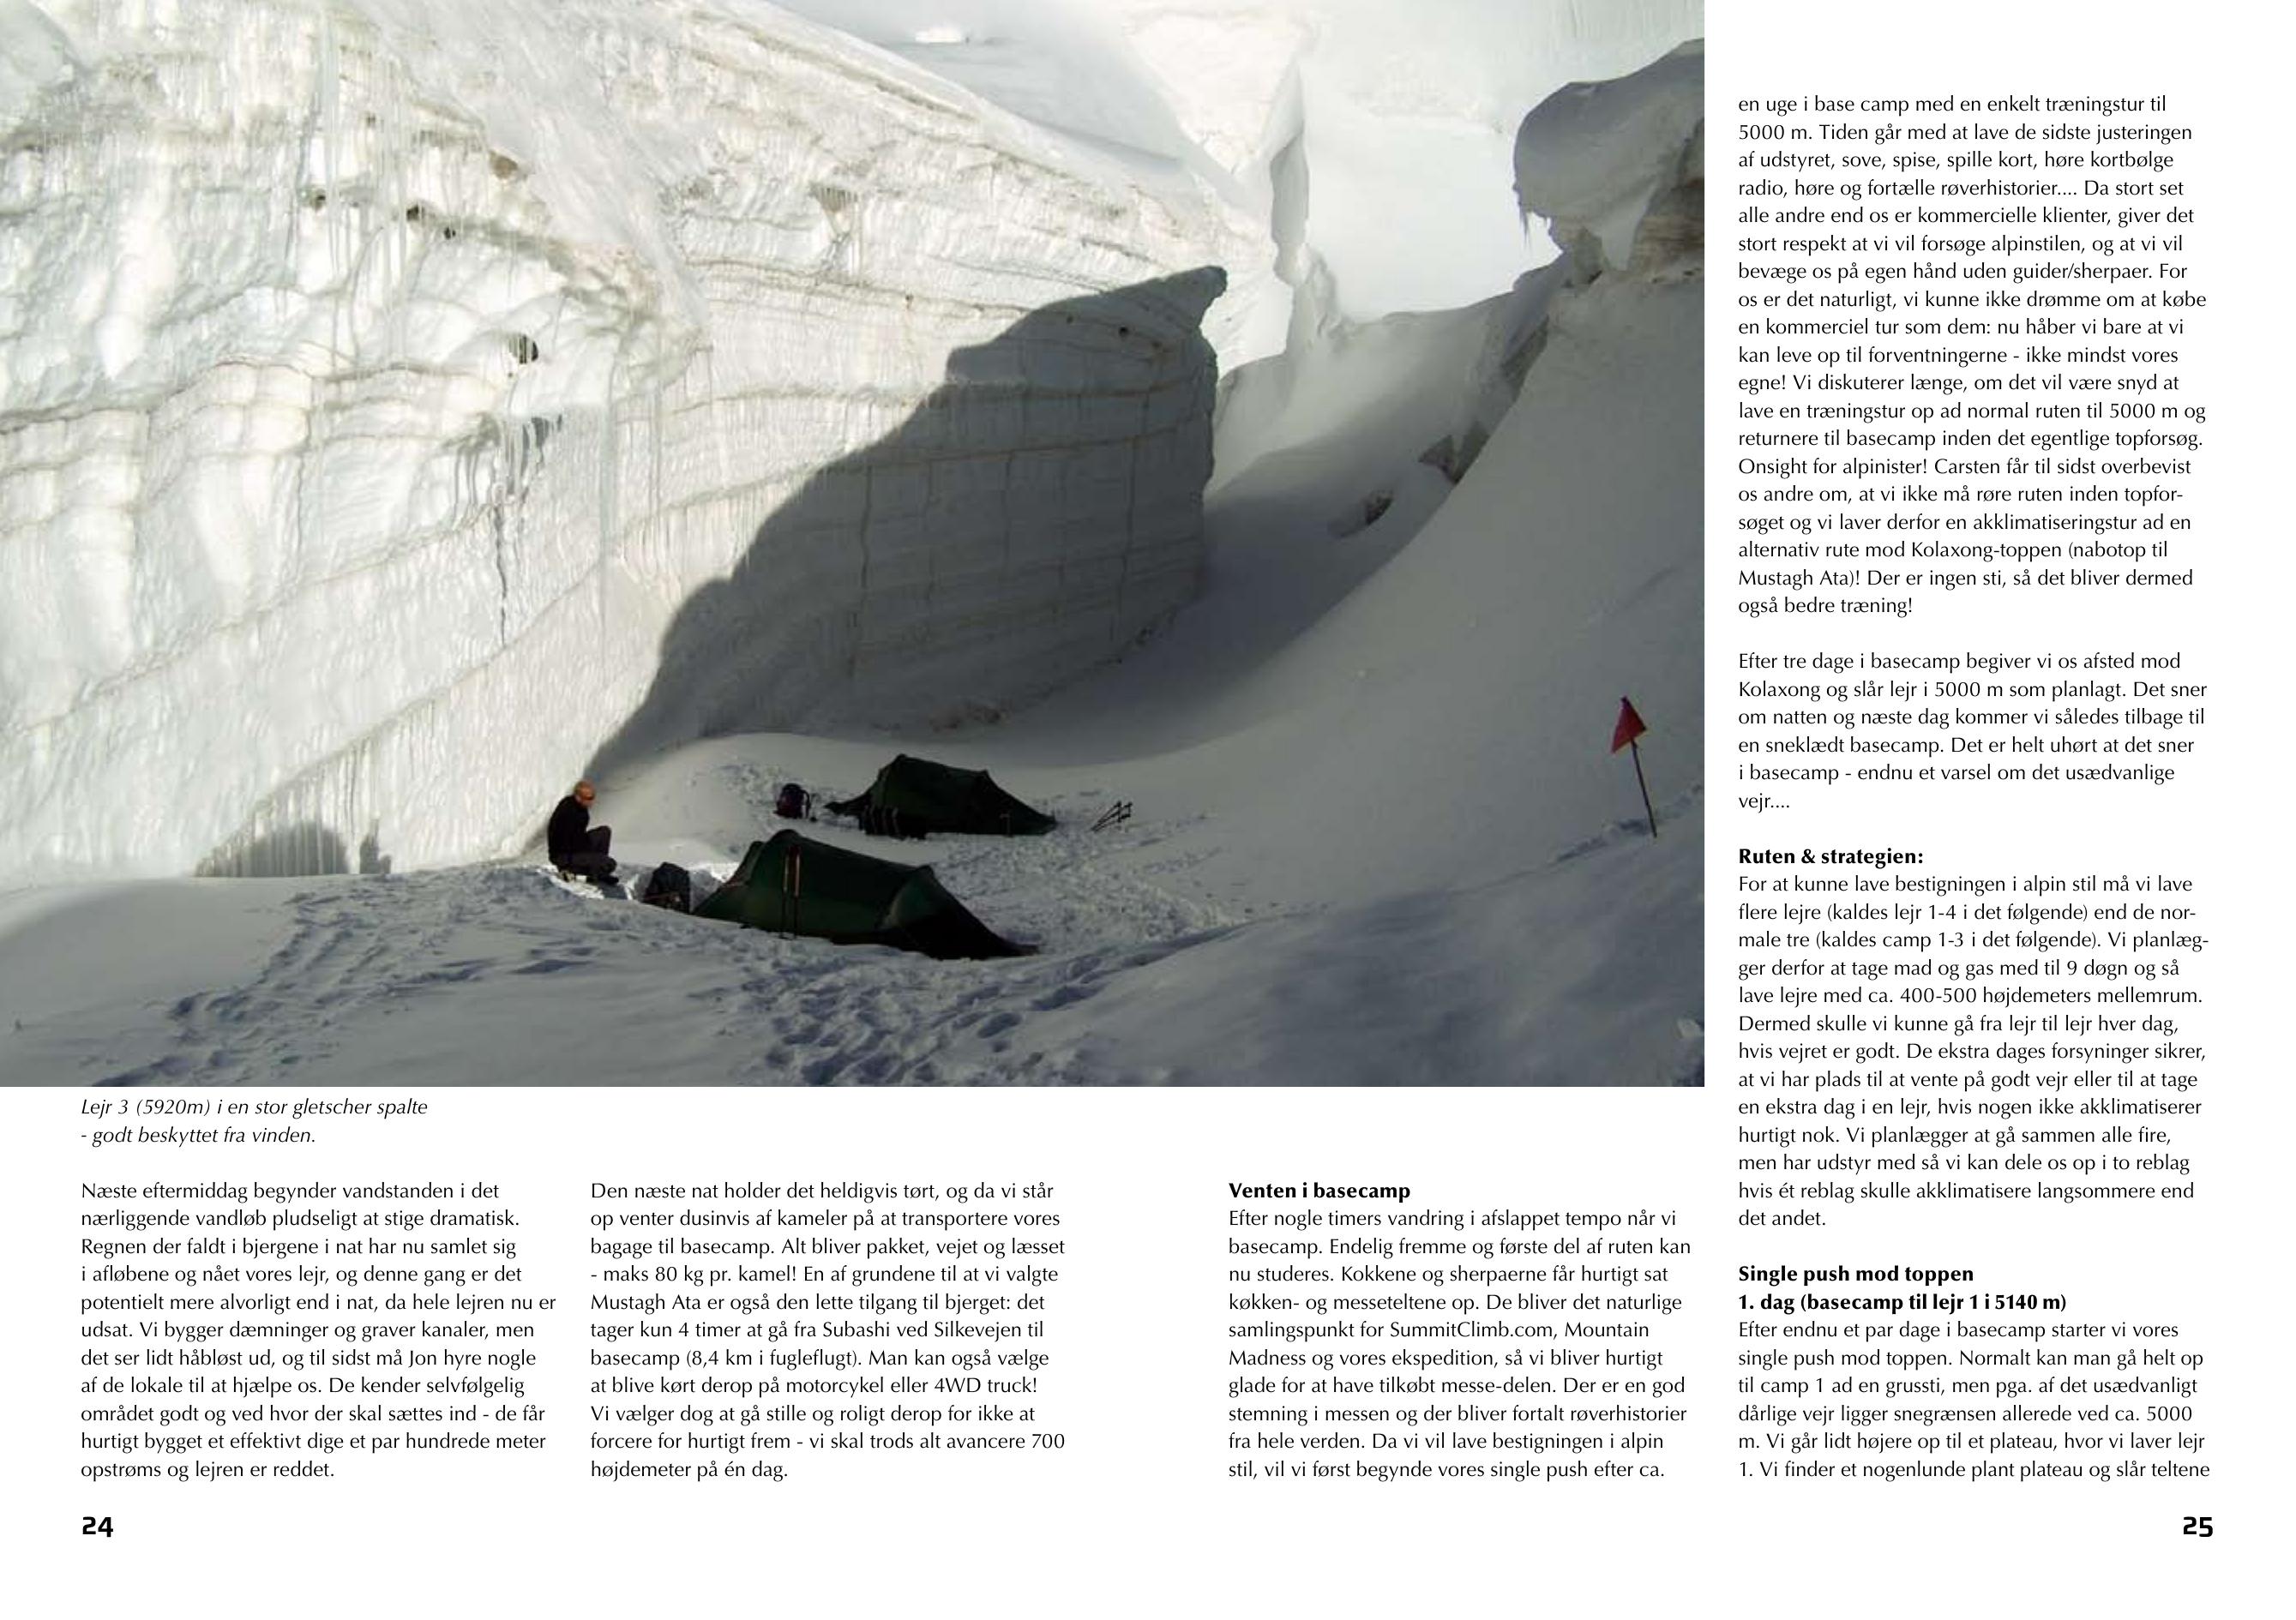 Lejr 3 (5920m) i en stor gletscher spalte
- godt beskyttet fra vinden.
Næste eftermiddag begynder vandstanden i det
nærliggende vandløb pludseligt at stige dramatisk.
Regnen der faldt i bjergene i nat har nu samlet sig
i afløbene og nået vores lejr, og denne gang er det
potentielt mere alvorligt end i nat, da hele lejren nu er
udsat. Vi bygger dæmninger og graver kanaler, men
det ser lidt håbløst ud, og til sidst må Jon hyre nogle
af de lokale til at hjælpe os. De kender selvfølgelig
området godt og ved hvor der skal sættes ind - de får
hurtigt bygget et effektivt dige et par hundrede meter
opstrøms og lejren er reddet.
Den næste nat holder det heldigvis tørt, og da vi står
op venter dusinvis af kameler på at transportere vores
bagage til basecamp. Alt bliver pakket, vejet og læsset
- maks 80 kg pr. kamel! En af grundene til at vi valgte
Mustagh Ata er også den lette tilgang til bjerget: det
tager kun 4 timer at gå fra Subashi ved Silkevejen til
basecamp (8,4 km i fugleflugt). Man kan også vælge
at blive kørt derop på motorcykel eller 4WD truck!
Vi vælger dog at gå stille og roligt derop for ikke at
forcere for hurtigt frem - vi skal trods alt avancere 700
højdemeter på én dag.
Venten i basecamp
Efter nogle timers vandring i afslappet tempo når vi
basecamp. Endelig fremme og første del af ruten kan
nu studeres. Kokkene og sherpaerne får hurtigt sat
køkken- og messeteltene op. De bliver det naturlige
samlingspunkt for SummitClimb.com, Mountain
Madness og vores ekspedition, så vi bliver hurtigt
glade for at have tilkøbt messe-delen. Der er en god
stemning i messen og der bliver fortalt røverhistorier
fra hele verden. Da vi vil lave bestigningen i alpin
stil, vil vi først begynde vores single push efter ca.
en uge i base camp med en enkelt træningstur til
5000 m. Tiden går med at lave de sidste justeringen
af udstyret, sove, spise, spille kort, høre kortbølge
radio, høre og fortælle røverhistorier.... Da stort set
alle andre end os er kommercielle klienter, giver det
stort respekt at vi vil forsøge alpinstilen, og at vi vil
bevæge os på egen hånd uden guider/sherpaer. For
os er det naturligt, vi kunne ikke drømme om at købe
en kommerciel tur som dem: nu håber vi bare at vi
kan leve op til forventningerne - ikke mindst vores
egne! Vi diskuterer længe, om det vil være snyd at
lave en træningstur op ad normal ruten til 5000 m og
returnere til basecamp inden det egentlige topforsøg.
Onsight for alpinister! Carsten får til sidst overbevist
os andre om, at vi ikke må røre ruten inden topfor-
søget og vi laver derfor en akklimatiseringstur ad en
alternativ rute mod Kolaxong-toppen (nabotop til
Mustagh Ata)! Der er ingen sti, så det bliver dermed
også bedre træning!
Efter tre dage i basecamp begiver vi os afsted mod
Kolaxong og slår lejr i 5000 m som planlagt. Det sner
om natten og næste dag kommer vi således tilbage til
en sneklædt basecamp. Det er helt uhørt at det sner
i basecamp - endnu et varsel om det usædvanlige
vejr....
Ruten & strategien:
For at kunne lave bestigningen i alpin stil må vi lave
flere lejre (kaldes lejr 1-4 i det følgende) end de nor-
male tre (kaldes camp 1-3 i det følgende). Vi planlæg-
ger derfor at tage mad og gas med til 9 døgn og så
lave lejre med ca. 400-500 højdemeters mellemrum.
Dermed skulle vi kunne gå fra lejr til lejr hver dag,
hvis vejret er godt. De ekstra dages forsyninger sikrer,
at vi har plads til at vente på godt vejr eller til at tage
en ekstra dag i en lejr, hvis nogen ikke akklimatiserer
hurtigt nok. Vi planlægger at gå sammen alle fire,
men har udstyr med så vi kan dele os op i to reblag
hvis ét reblag skulle akklimatisere langsommere end
det andet.
Single push mod toppen
1. dag (basecamp til lejr 1 i 5140 m)
Efter endnu et par dage i basecamp starter vi vores
single push mod toppen. Normalt kan man gå helt op
til camp 1 ad en grussti, men pga. af det usædvanligt
dårlige vejr ligger snegrænsen allerede ved ca. 5000
m. Vi går lidt højere op til et plateau, hvor vi laver lejr
1. Vi finder et nogenlunde plant plateau og slår teltene
24
25